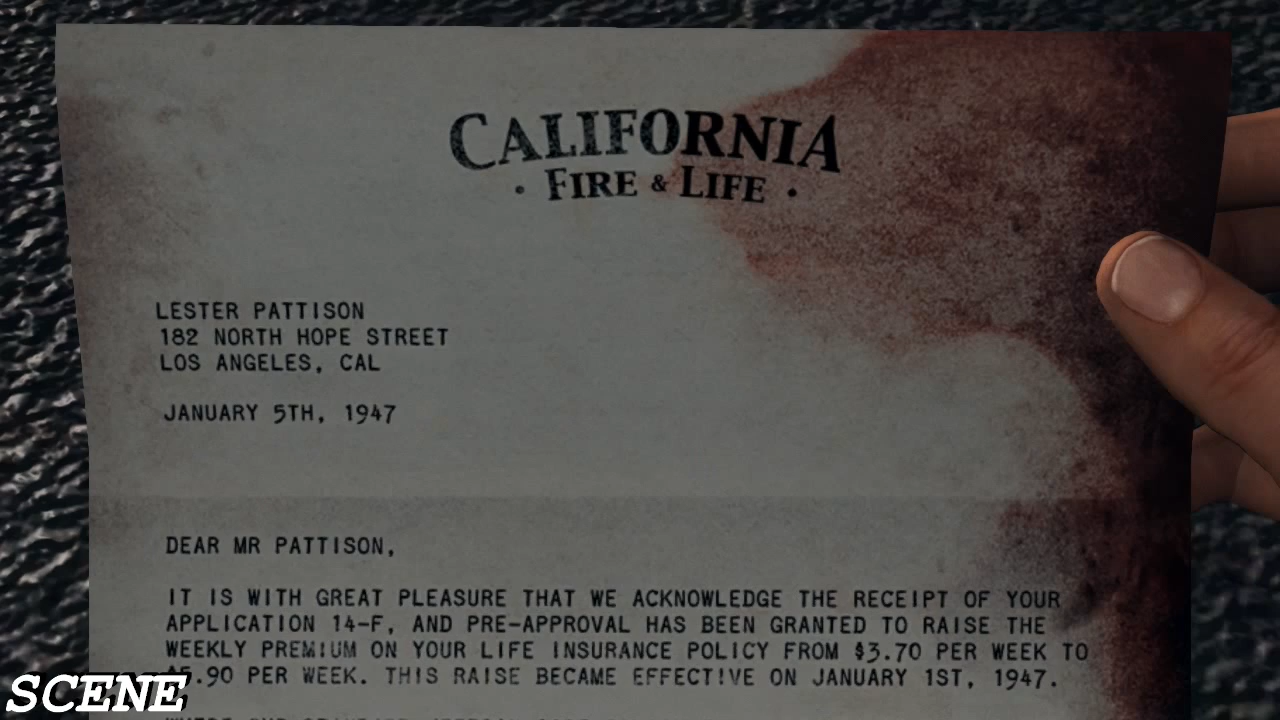 CALIFORNIA
· FIRE & LIFE ·
LESTER PATTISON
182 NORTH HOPE STREET
LOS ANGELES, CAL
JANUARY 5TH, 1947
DEAR MR PATTISON,
IT IS WITH GREAT PLEASURE THAT WE ACKNOWLEDGE THE RECEIPT OF YOUR
APPLICATION 14-F, AND PRE-APPROVAL HAS BEEN GRANTED TO RAISE THE
WEEKLY PREMIUM ON YOUR LIFE INSURANCE POLICY FROM $3.70 PER WEEK TO
.90 PER WEEK. THIS RAISE BECAME EFFECTIVE ON JANUARY 1ST, 1947.
SCENE